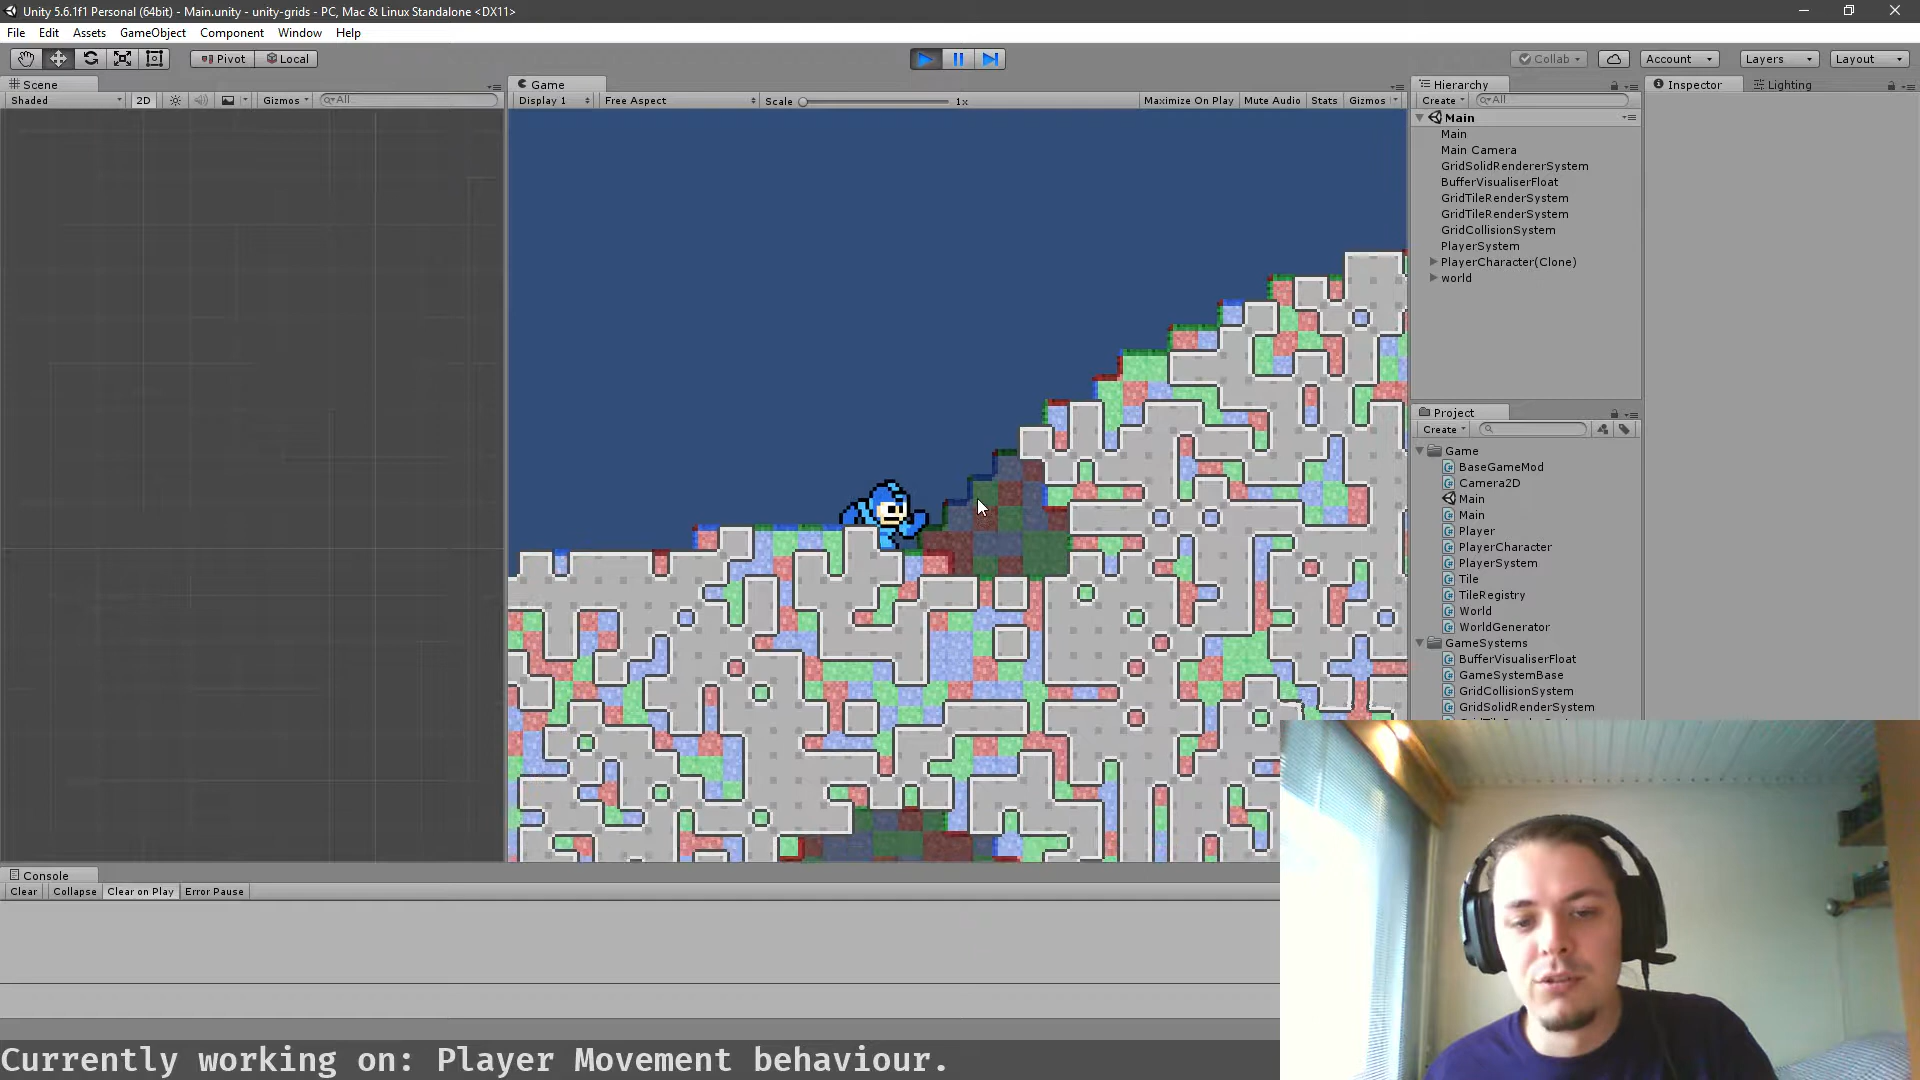 Unity 5.6.1f1 Personal (64bit) - Main.unity - unity-grids - PC, Mac & Linux Standalone <DX11>
File Edit Assets GameObject Component Window Help
Pivot Local Collab Account Layers Layout
Scene Game Hierarchy Inspector Lighting
Shaded 2D Gizmos All Display 1 Free Aspect Scale 1x Maximize On Play Mute Audio Stats Gizmos Create All
Main
Main
Main Camera
GridSolidRendererSystem
BufferVisualiserFloat
GridTileRenderSystem
GridTileRenderSystem
GridCollisionSystem
PlayerSystem
PlayerCharacter(Clone)
world
Project
Create
Game
BaseGameMod
Camera2D
Main
Main
Player
PlayerCharacter
PlayerSystem
Tile
TileRegistry
World
WorldGenerator
GameSystems
BufferVisualiserFloat
GameSystemBase
GridCollisionSystem
GridSolidRenderSystem
Console
Clear Collapse Clear on Play Error Pause
Currently working on: Player Movement behaviour.